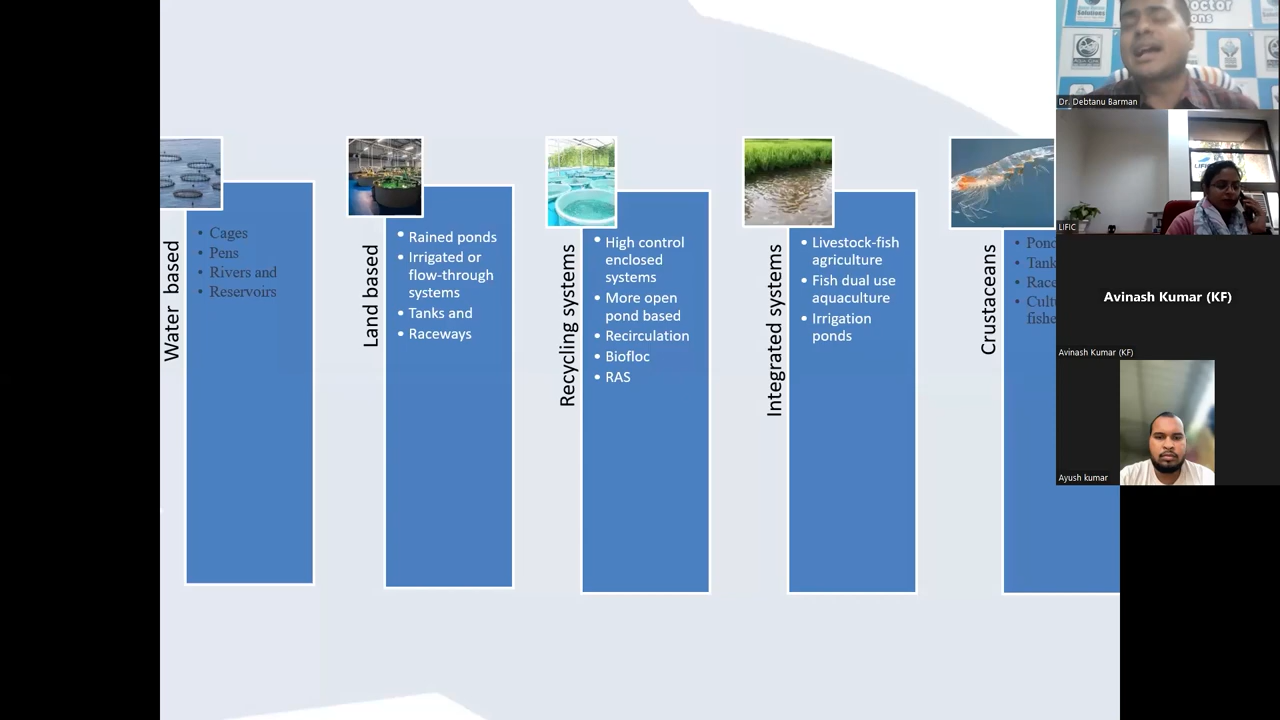 Water based
• Cages
• Pens
• Rivers and
• Reservoirs
Land based
• Rained ponds
• Irrigated or
flow-through
systems
• Tanks and
• Raceways
Recycling systems
• High control
enclosed
systems
• More open
pond based
• Recirculation
• Biofloc
• RAS
Integrated systems
• Livestock-fish
agriculture
• Fish dual use
aquaculture
• Irrigation
ponds
Crustaceans
Dr. Debtanu Barman
LIFIC
Avinash Kumar (KF)
Avinash Kumar (KF)
Ayush kumar